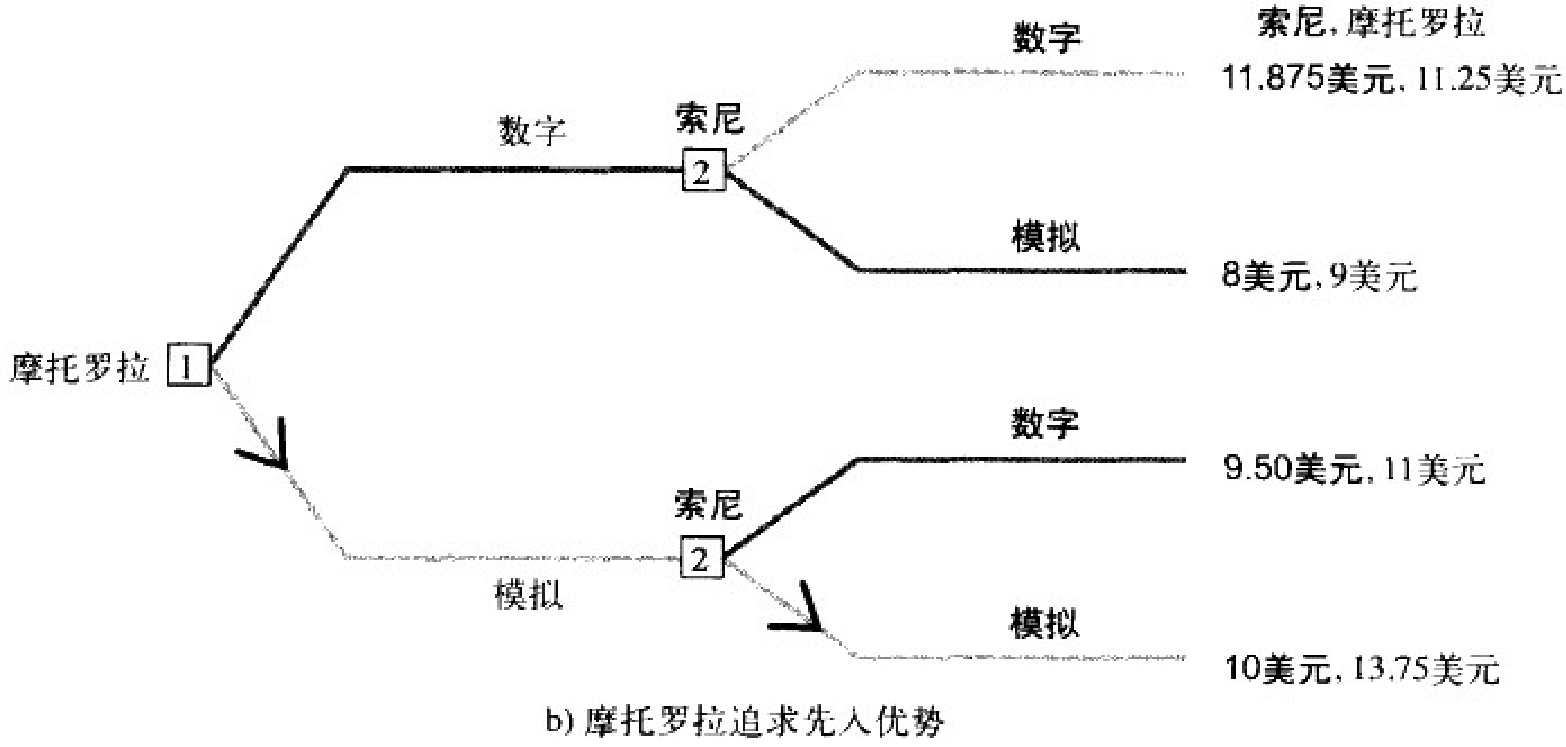 索尼, 摩托罗拉
数字
11.875美元, 11.25美元
索尼
数字
2
模拟
8美元, 9美元
摩托罗拉 1
数字
9.50美元, 11美元
索尼
2
模拟
模拟
10美元, 13.75美元
b) 摩托罗拉追求先入优势